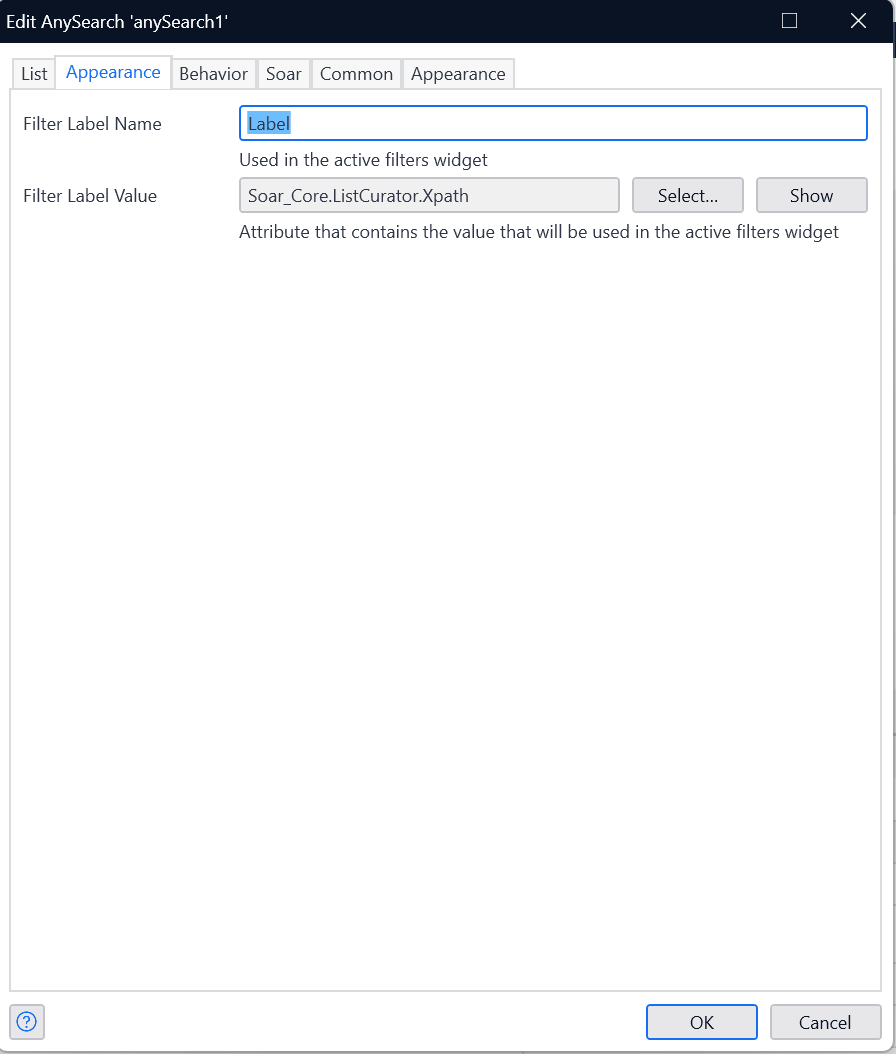 Edit AnySearch 'anySearch1'
List Appearance Behavior Soar Common Appearance
Filter Label Name Label
Used in the active filters widget
Filter Label Value Soar_Core.ListCurator.Xpath Select... Show
Attribute that contains the value that will be used in the active filters widget
? OK Cancel